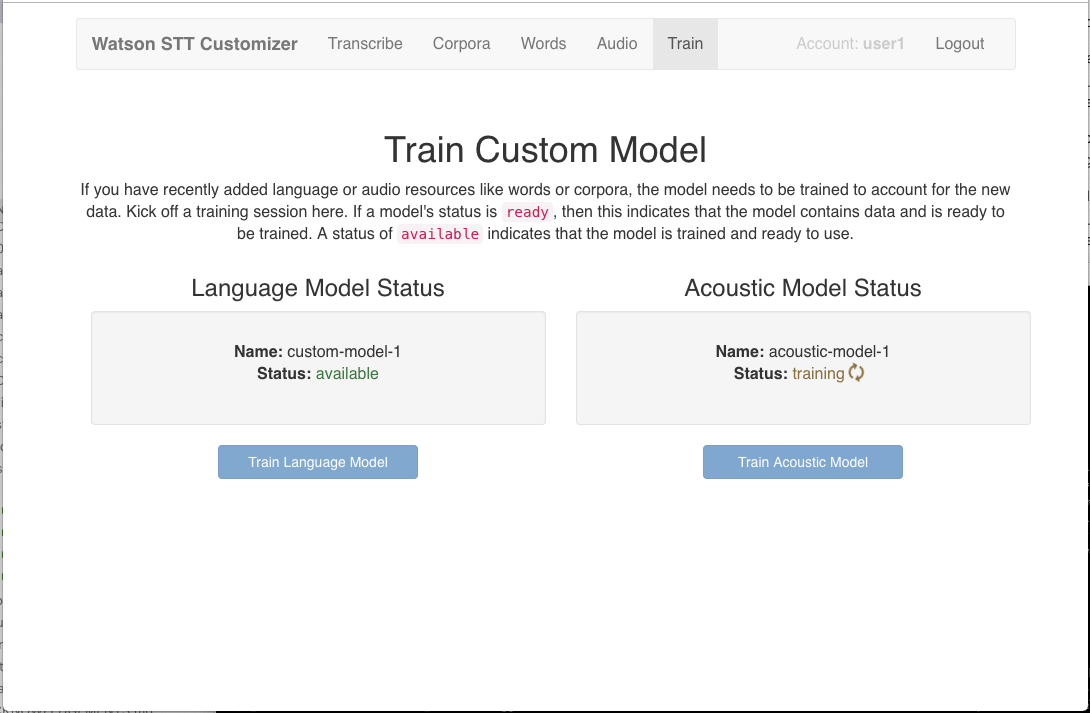 Watson STT Customizer Transcribe Corpora Words Audio Train Account: user1 Logout
Train Custom Model
If you have recently added language or audio resources like words or corpora, the model needs to be trained to account for the new
data. Kick off a training session here. If a model's status is ready, then this indicates that the model contains data and is ready to
be trained. A status of available indicates that the model is trained and ready to use.
Language Model Status
Name: custom-model-1
Status: available
Train Language Model
Acoustic Model Status
Name: acoustic-model-1
Status: training
Train Acoustic Model